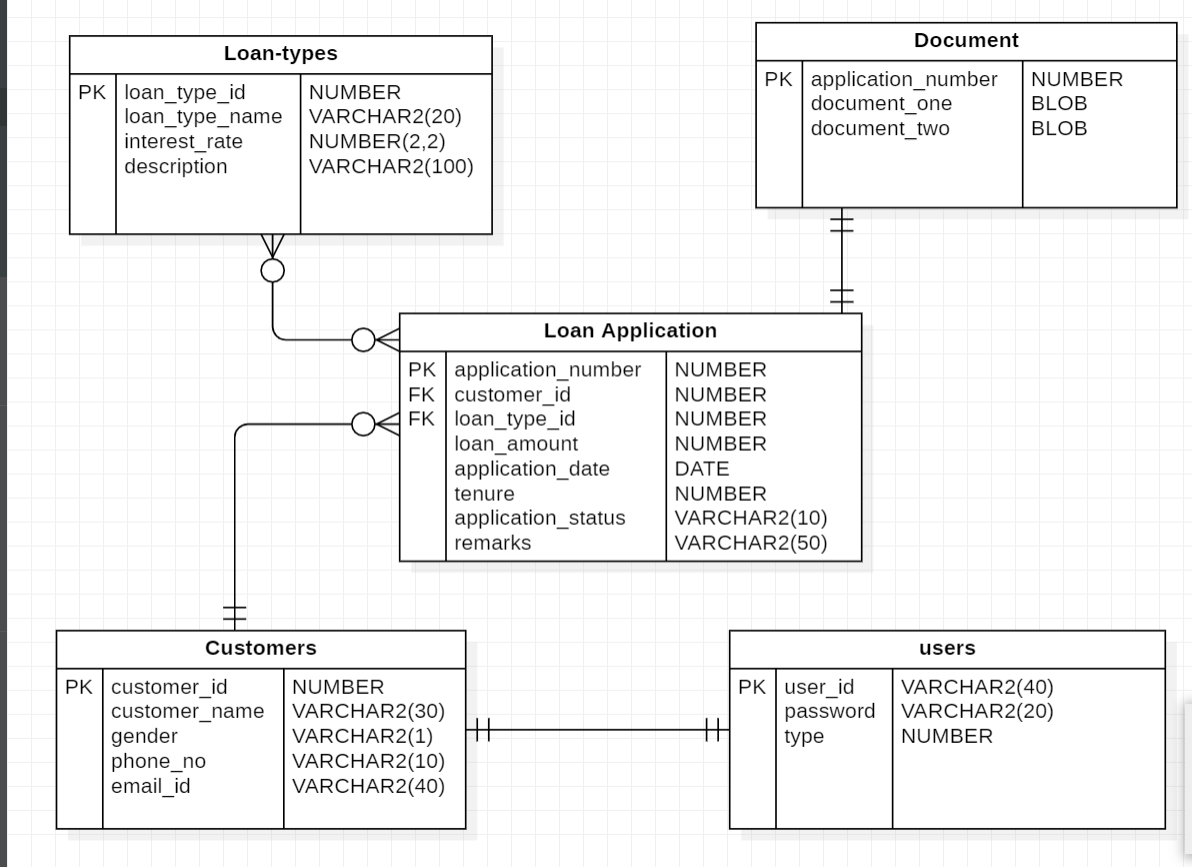 Loan-types
PK loan_type_id NUMBER
loan_type_name VARCHAR2(20)
interest_rate NUMBER(2,2)
description VARCHAR2(100)
Document
PK application_number NUMBER
document_one BLOB
document_two BLOB
Loan Application
PK application_number NUMBER
FK customer_id NUMBER
FK loan_type_id NUMBER
loan_amount NUMBER
application_date DATE
tenure NUMBER
application_status VARCHAR2(10)
remarks VARCHAR2(50)
Customers
PK customer_id NUMBER
customer_name VARCHAR2(30)
gender VARCHAR2(1)
phone_no VARCHAR2(10)
email_id VARCHAR2(40)
users
PK user_id VARCHAR2(40)
password VARCHAR2(20)
type NUMBER